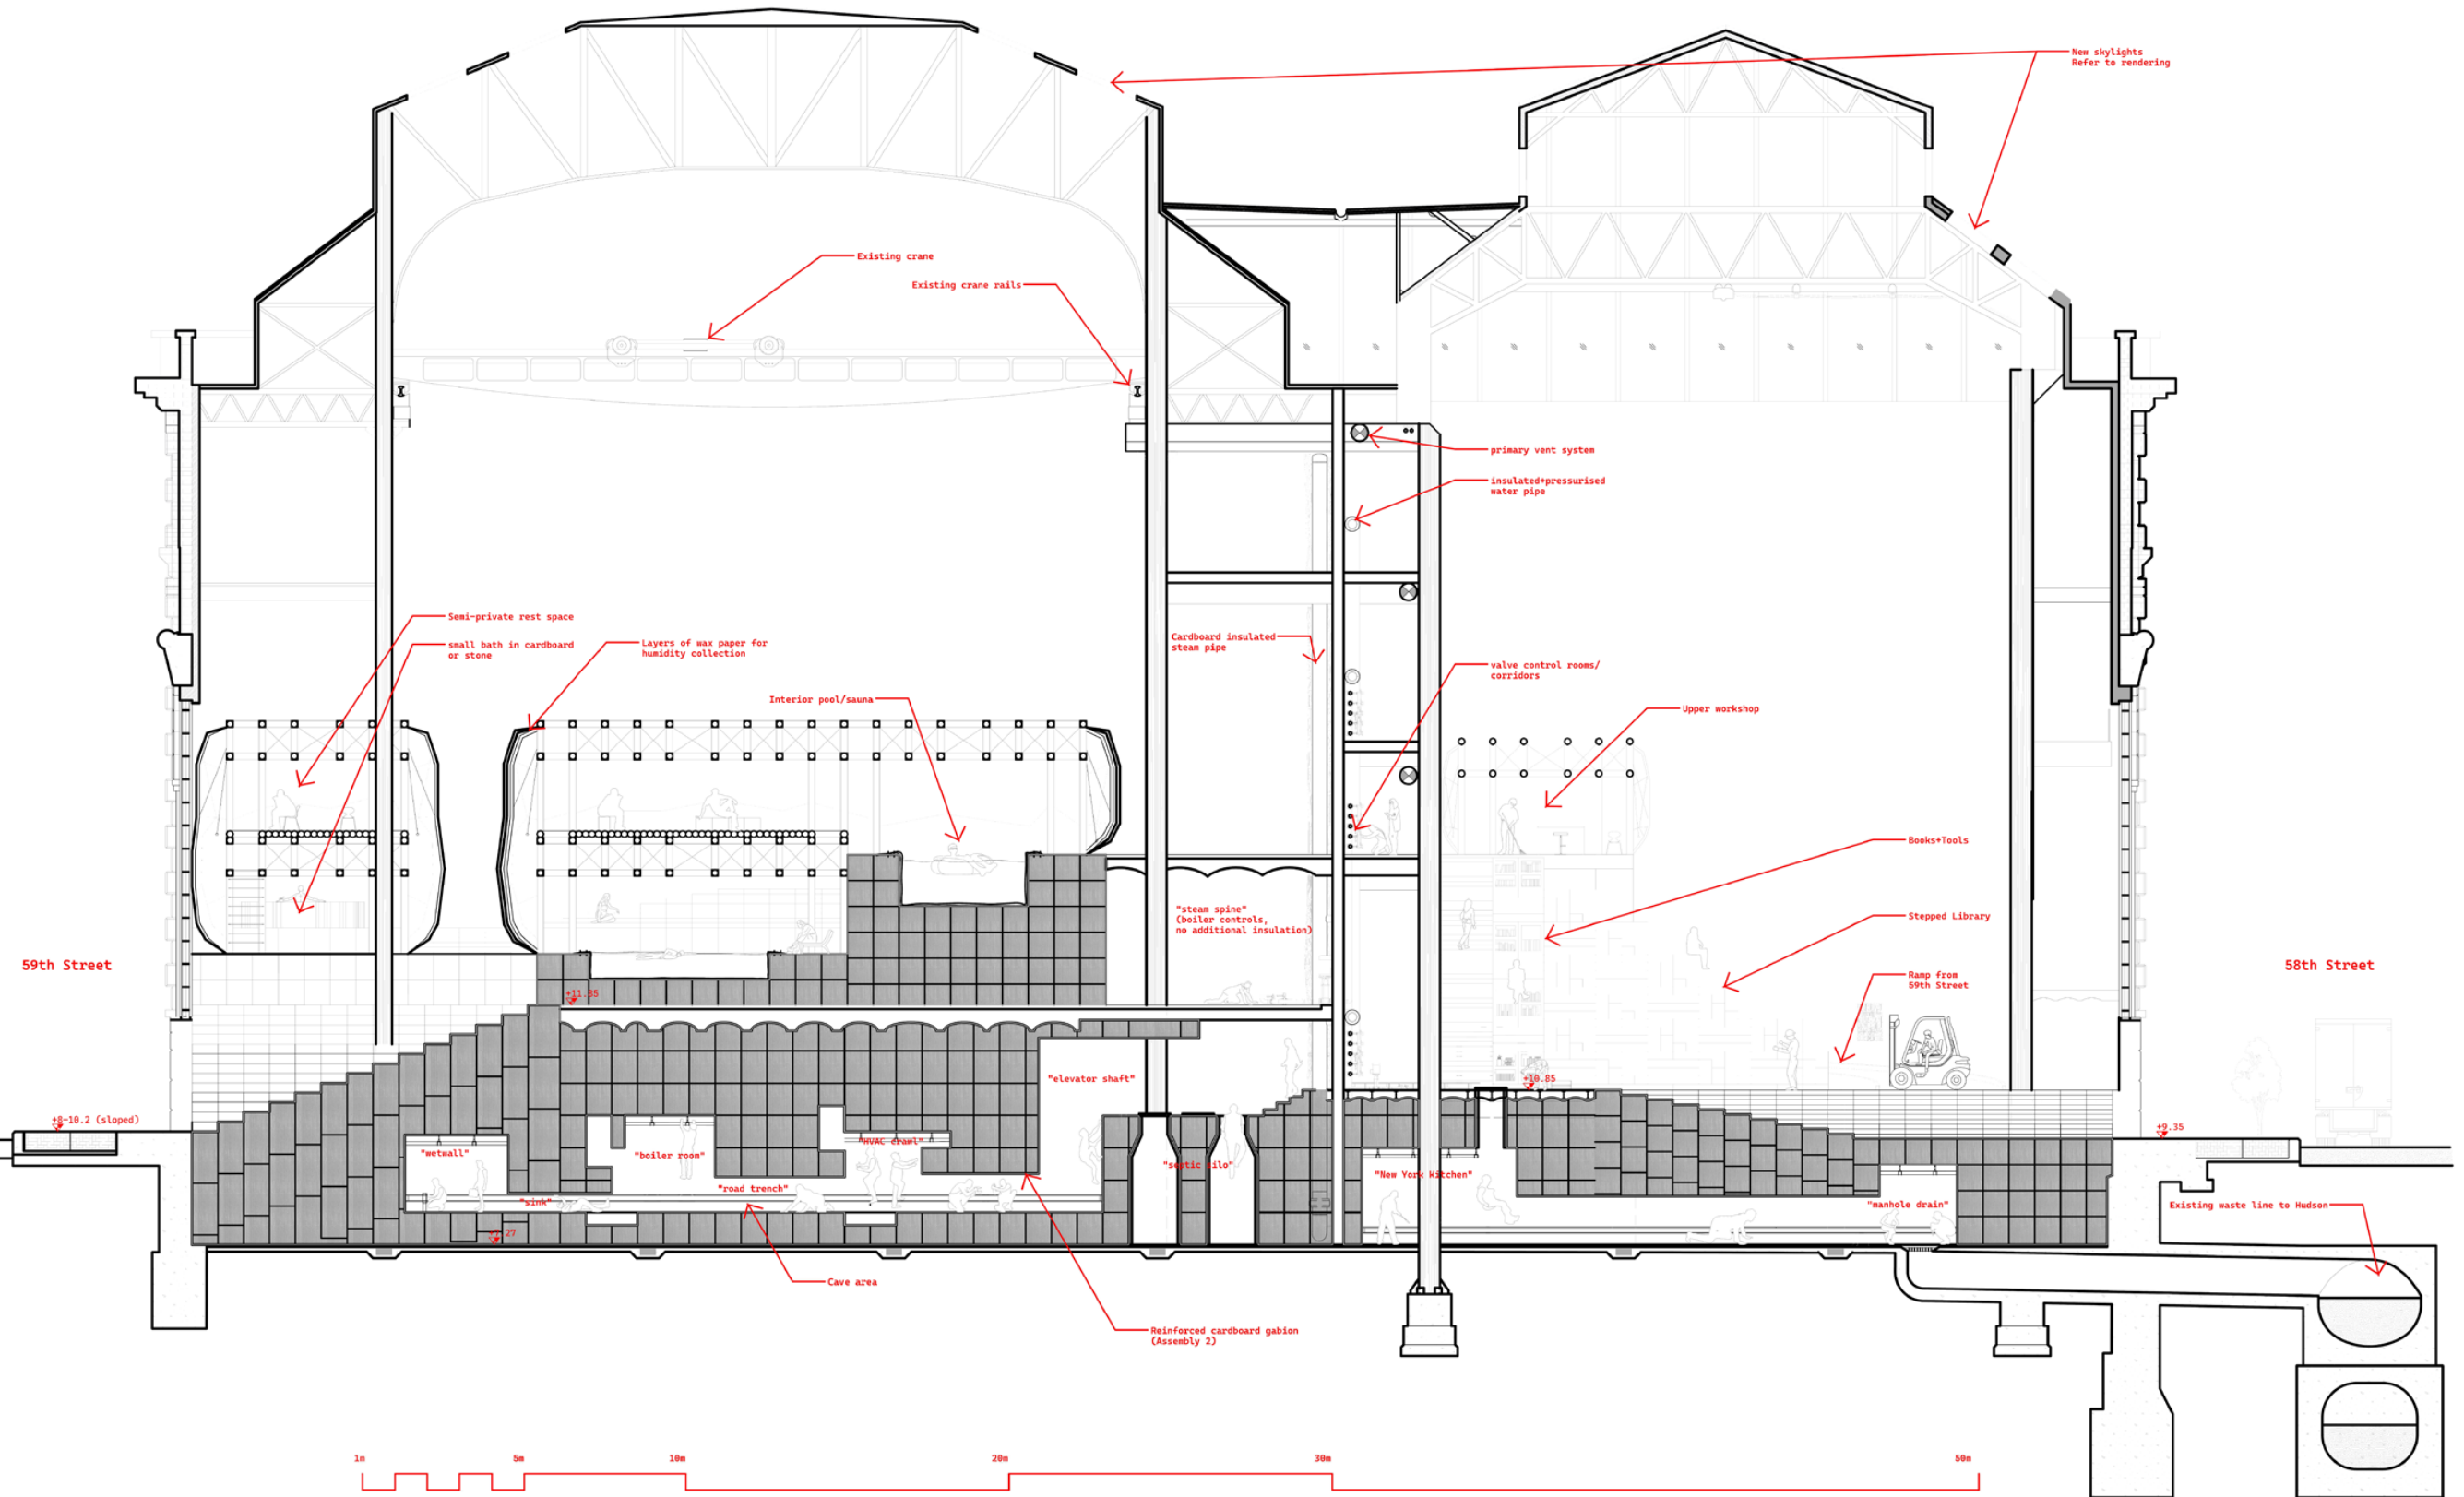 New skylights
Refer to rendering
Existing crane
Existing crane rails
primary vent system
insulated+pressurised
water pipe
Semi-private rest space
small bath in cardboard
or stone
Layers of wax paper for
humidity collection
Cardboard insulated
steam pipe
valve control rooms/
corridors
Interior pool/sauna
Upper workshop
Books+Tools
"steam spine"
(boiler controls,
no additional insulation)
Stepped Library
59th Street
58th Street
Ramp from
59th Street
+11.85
"elevator shaft"
+10.85
+8-10.2 (sloped)
+9.35
"HVAC crawl"
"wetwall"
"boiler room"
"septic silo"
"New York Kitchen"
"road trench"
"sink"
"manhole drain"
Existing waste line to Hudson
Cave area
Reinforced cardboard gabion
(Assembly 2)
1m
5m
10m
20m
30m
50m